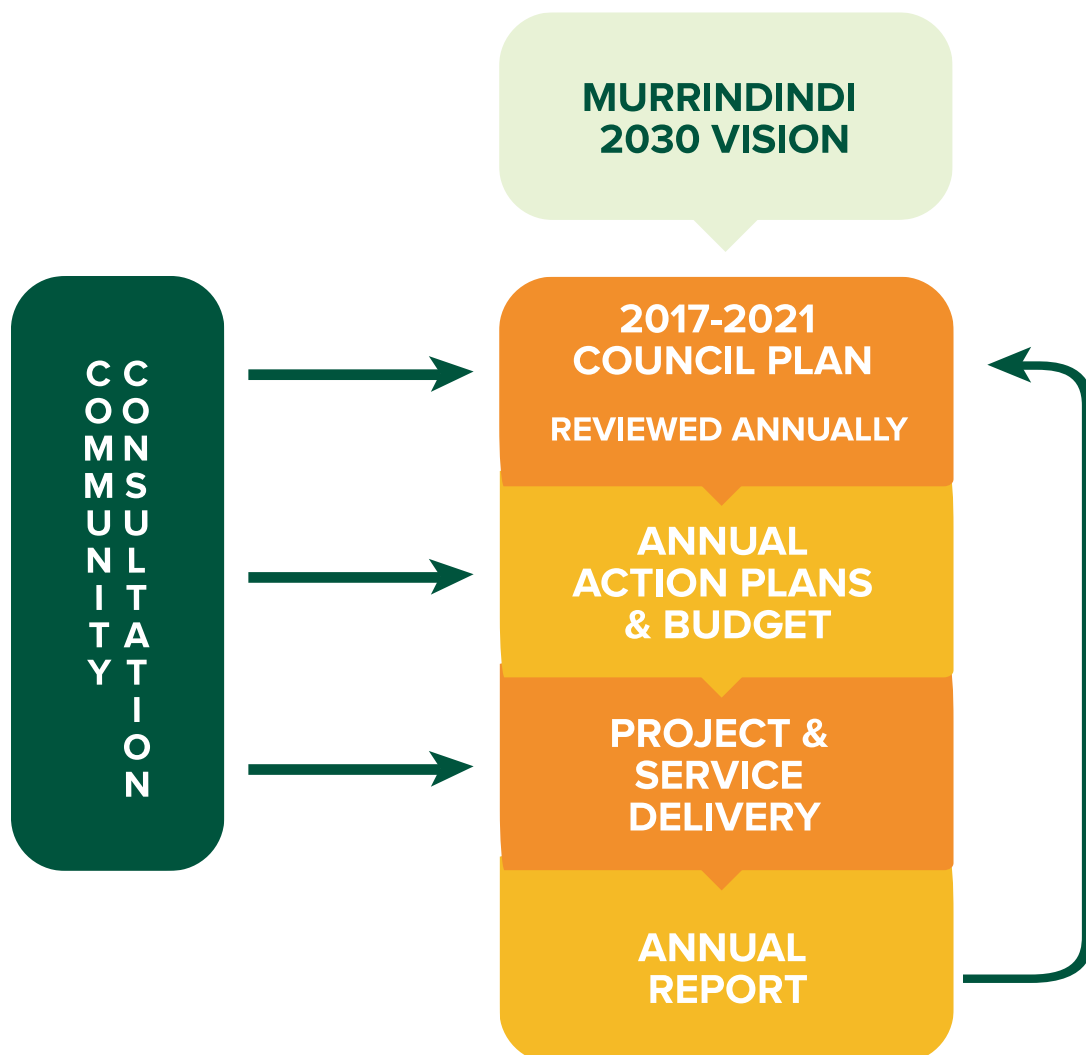 MURRINDINDI
2030 VISION
COMMUNITY
CONSULTATION
2017-2021
COUNCIL PLAN
REVIEWED ANNUALLY
ANNUAL
ACTION PLANS
& BUDGET
PROJECT &
SERVICE
DELIVERY
ANNUAL
REPORT